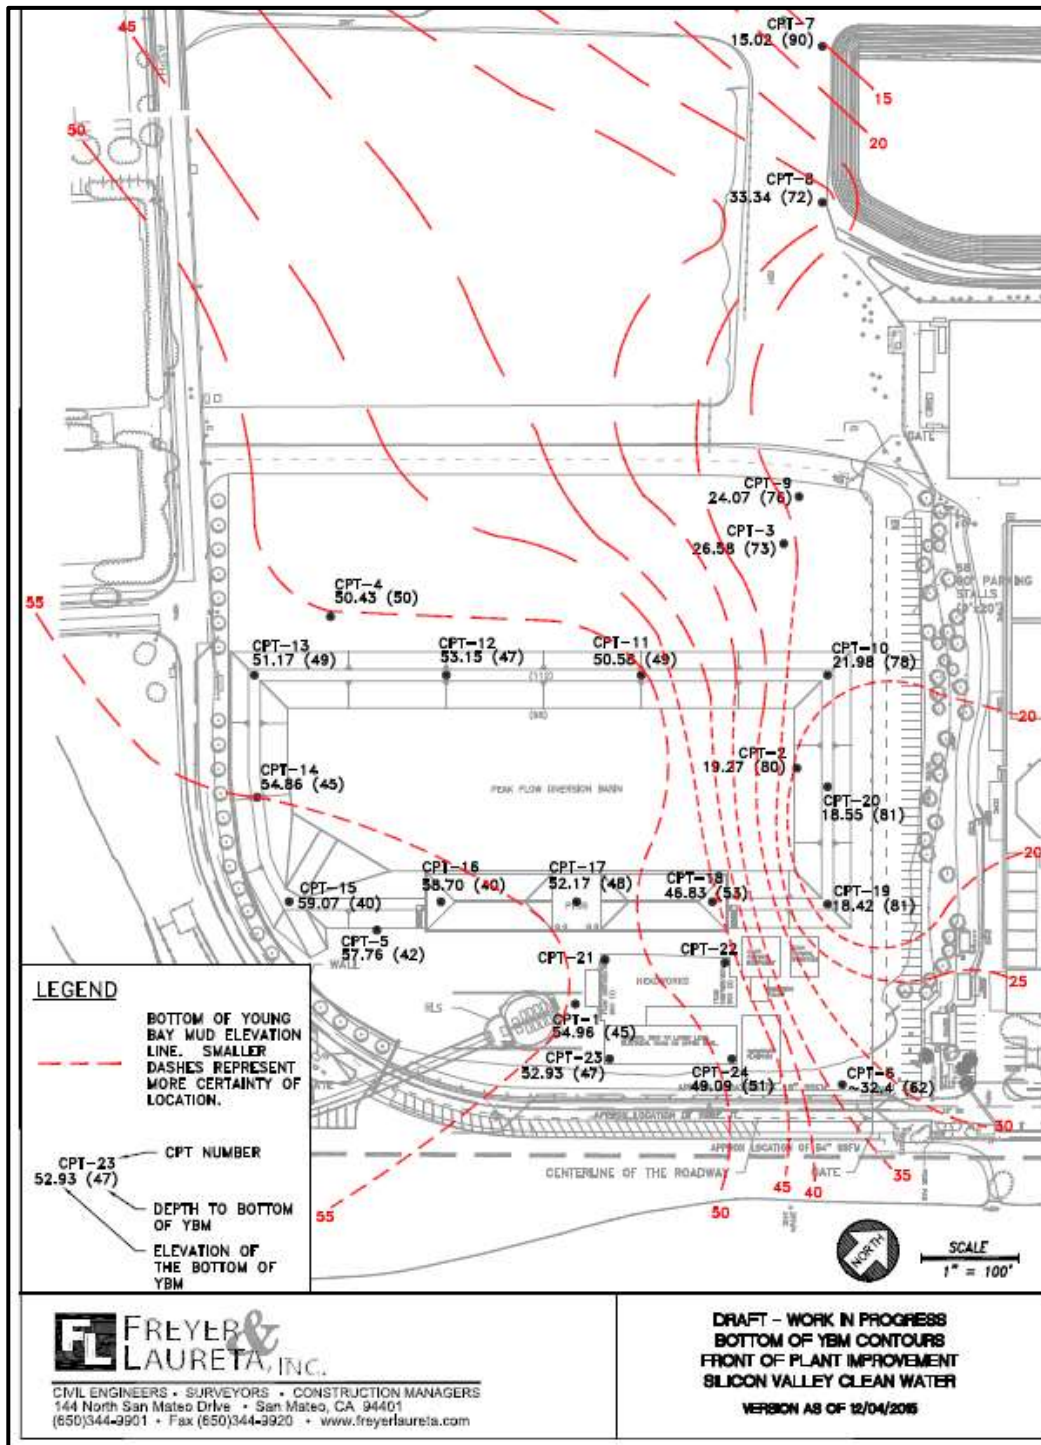 45
CPT-7
15.02 (90)
15
50
20
CPT-8
33.34 (72)
GATE
CPT-9
24.07 (76)
CPT-3
26.58 (73)
CPT-4
50.43 (50)
55
90° PARKING
STALLS
(9'x20')
CPT-13
51.17 (49)
CPT-12
53.15 (47)
CPT-11
50.58 (49)
CPT-10
21.98 (78)
20
CPT-2
19.27 (80)
CPT-14
54.86 (45)
PEAK FLOW DIVERSION BASIN
CPT-20
18.55 (81)
20
CPT-16
58.70 (40)
CPT-17
52.17 (48)
CPT-18
46.83 (53)
CPT-15
59.07 (40)
CPT-19
18.42 (81)
CPT-5
57.76 (42)
WALL
CPT-21
CPT-22
HEADWORKS
25
RLS
CPT-1
54.96 (45)
CPT-23
52.93 (47)
CPT-24
49.09 (51)
CPT-6
~32.4 (62)
30
CENTERLINE OF THE ROADWAY
GATE
35
45
40
50
55
LEGEND
BOTTOM OF YOUNG
BAY MUD ELEVATION
LINE. SMALLER
DASHES REPRESENT
MORE CERTAINTY OF
LOCATION.
CPT-23
52.93 (47)
CPT NUMBER
DEPTH TO BOTTOM
OF YBM
ELEVATION OF
THE BOTTOM OF
YBM
NORTH
SCALE
1" = 100'
FL FREYER &
LAURETA, INC.
CIVIL ENGINEERS • SURVEYORS • CONSTRUCTION MANAGERS
144 North San Mateo Drive • San Mateo, CA 94401
(650)344-9901 • Fax (650)344-9920 • www.freyerlaureta.com
DRAFT - WORK IN PROGRESS
BOTTOM OF YBM CONTOURS
FRONT OF PLANT IMPROVEMENT
SILICON VALLEY CLEAN WATER
VERSION AS OF 12/04/2015